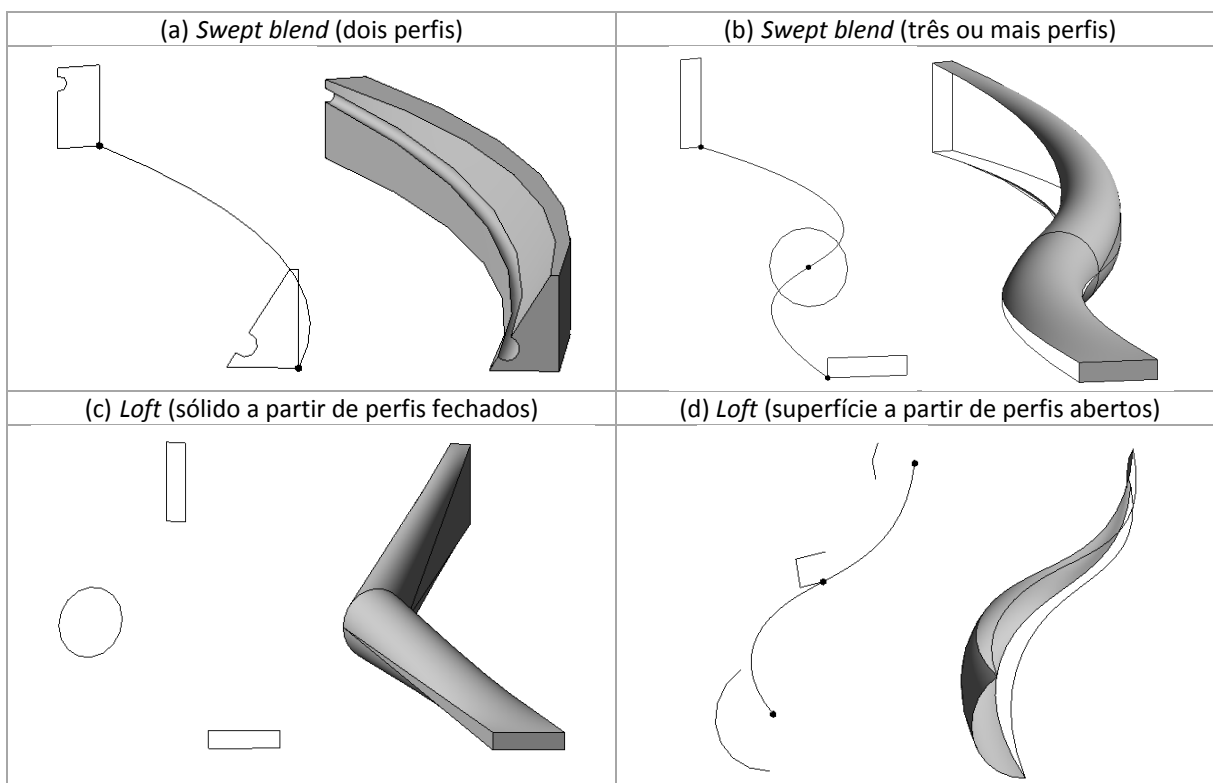 (a) Swept blend (dois perfis)
(b) Swept blend (três ou mais perfis)
(c) Loft (sólido a partir de perfis fechados)
(d) Loft (superfície a partir de perfis abertos)